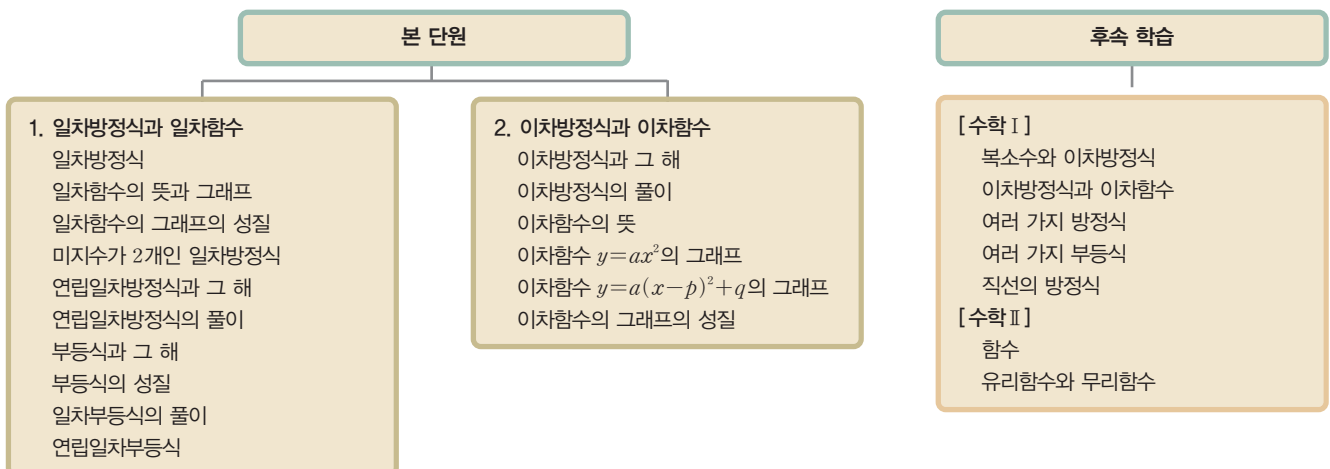 본 단원
1. 일차방정식과 일차함수
일차방정식
일차함수의 뜻과 그래프
일차함수의 그래프의 성질
미지수가 2개인 일차방정식
연립일차방정식과 그 해
연립일차방정식의 풀이
부등식과 그 해
부등식의 성질
일차부등식의 풀이
연립일차부등식
2. 이차방정식과 이차함수
이차방정식과 그 해
이차방정식의 풀이
이차함수의 뜻
이차함수 y=ax²의 그래프
이차함수 y=a(x-p)²+q의 그래프
이차함수의 그래프의 성질
후속 학습
[수학Ⅰ]
복소수와 이차방정식
이차방정식과 이차함수
여러 가지 방정식
여러 가지 부등식
직선의 방정식
[수학Ⅱ]
함수
유리함수와 무리함수